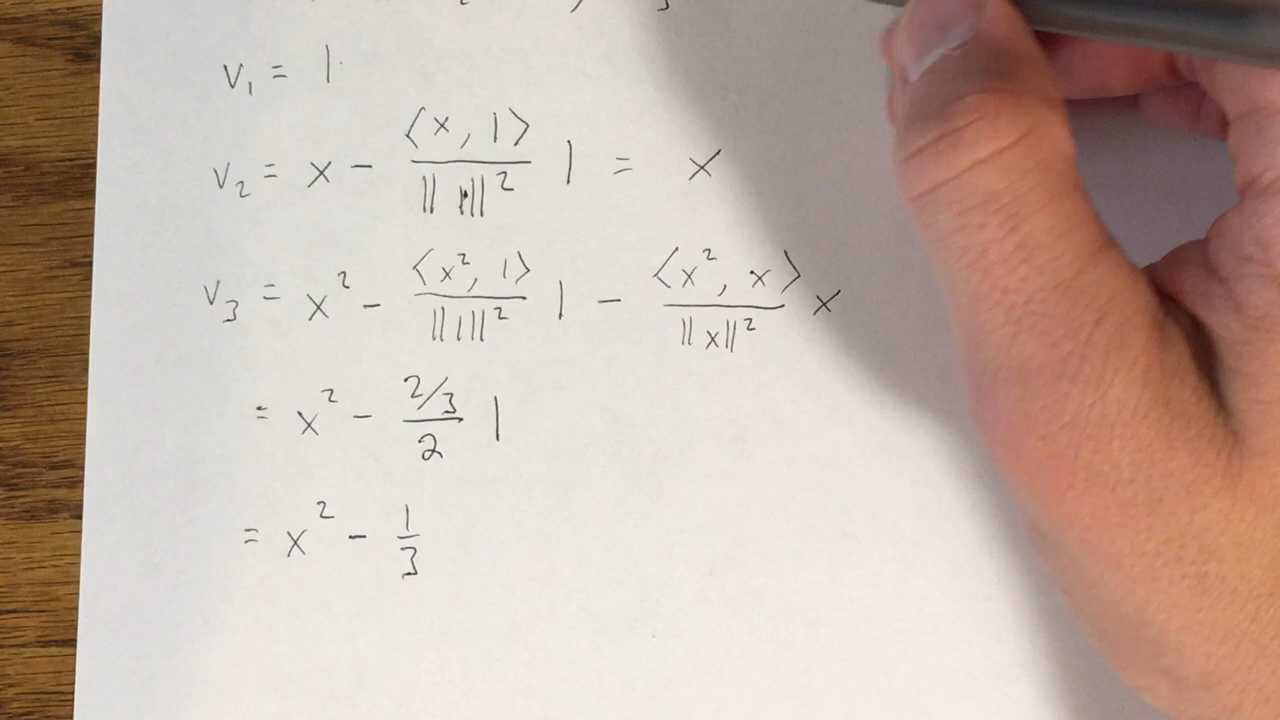 v₁ = 1
v₂ = x - ⟨x, 1⟩ / ||1||² 1 = x
v₃ = x² - ⟨x², 1⟩ / ||1||² 1 - ⟨x², x⟩ / ||x||² x
= x² - 2/3 / 2 1
= x² - 1/3